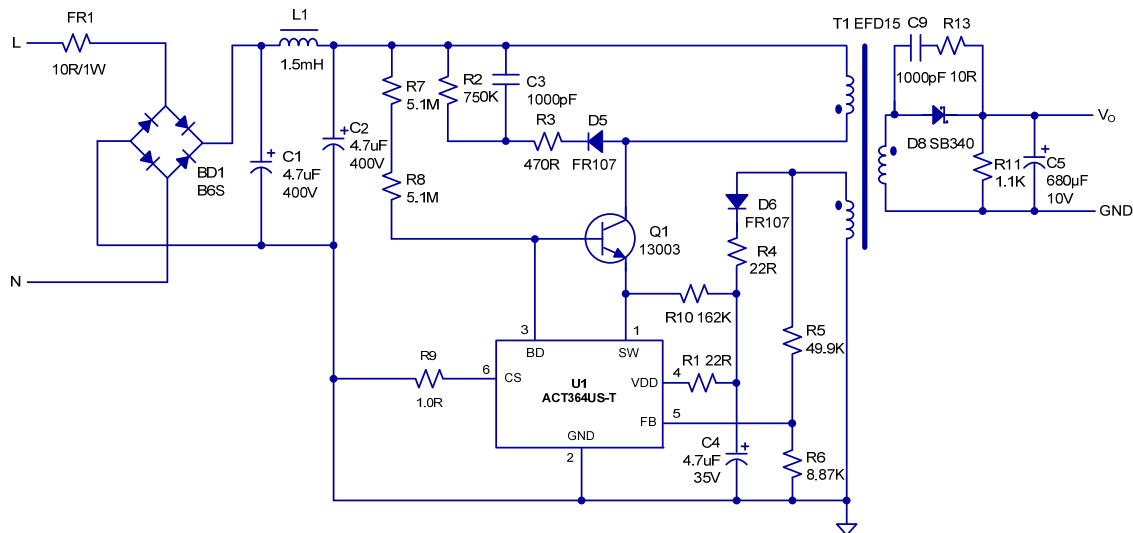 FR1
L
10R/1W
L1
1.5mH
T1 EFD15
C9
R13
1000pF 10R
R7
5.1M
R2
750K
C3
1000pF
R3
470R
D5
FR107
D8 SB340
VO
BD1
B6S
C1
4.7uF
400V
C2
4.7uF
400V
R8
5.1M
R11
1.1K
C5
680µF
10V
GND
Q1
13003
D6
FR107
R4
22R
N
R10 162K
3
1
BD
SW
R5
49.9K
R9
1.0R
6
CS
U1
ACT364US-T
VDD
4
R1 22R
FB
5
GND
2
C4
4.7uF
35V
R6
8.87K